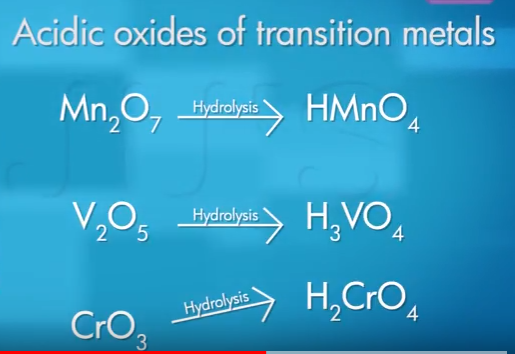 Acidic oxides of transition metals
Mn₂O₇ Hydrolysis HMnO₄
V₂O₅ Hydrolysis H₃VO₄
CrO₃ Hydrolysis H₂CrO₄